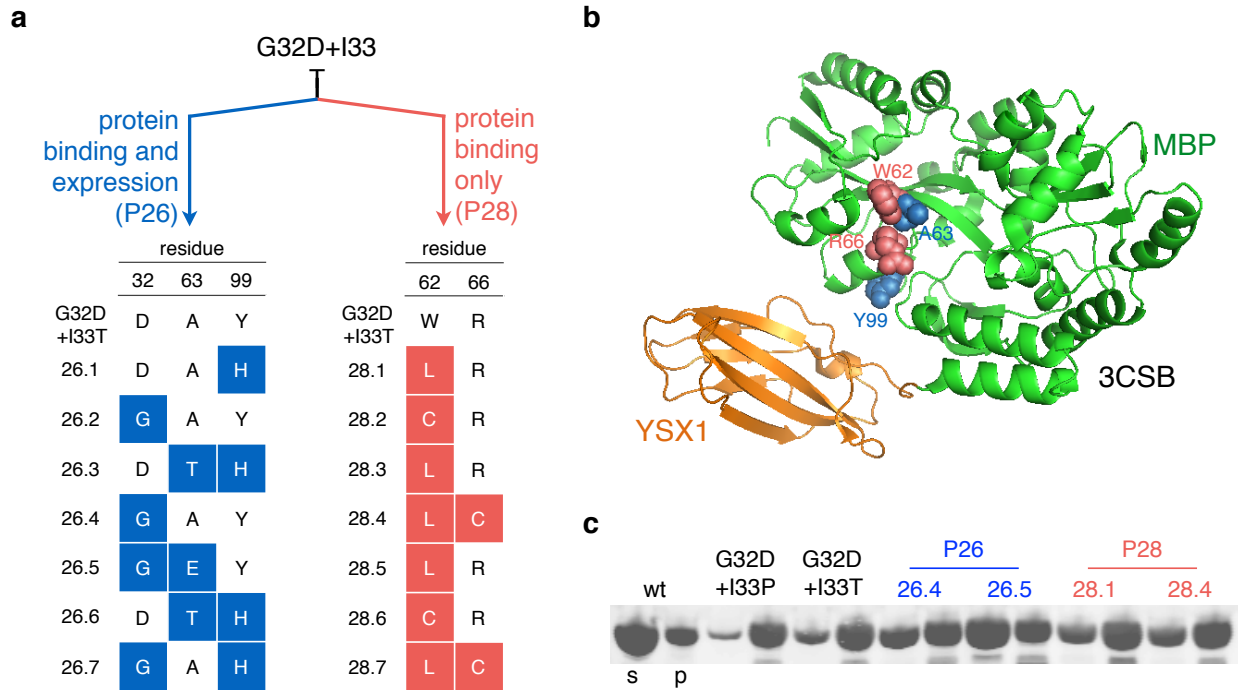 a
G32D+I33T
protein
binding and
expression
(P26)
protein
binding
only
(P28)
residue
32 63 99
G32D
+I33T D A Y
26.1 D A H
26.2 G A Y
26.3 D T H
26.4 G A Y
26.5 G E Y
26.6 D T H
26.7 G A H
residue
62 66
G32D
+I33T W R
28.1 L R
28.2 C R
28.3 L R
28.4 L C
28.5 L R
28.6 C R
28.7 L C
b
MBP
W62
A63
R66
Y99
3CSB
YSX1
c
wt
G32D
+I33P
G32D
+I33T
P26
26.4 26.5
P28
28.1 28.4
s p